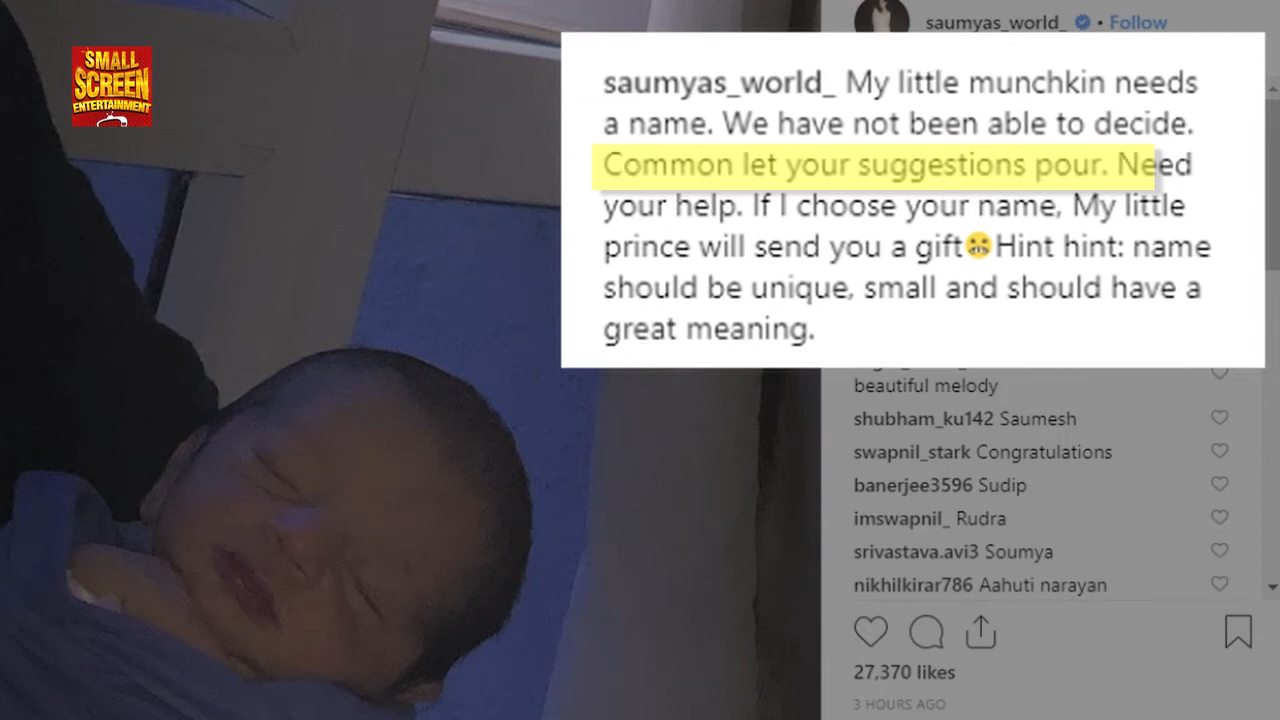 SMALL
SCREEN
ENTERTAINMENT
saumyas_world_ • Follow
saumyas_world_ My little munchkin needs
a name. We have not been able to decide.
Common let your suggestions pour. Need
your help. If I choose your name, My little
prince will send you a gift😬Hint hint: name
should be unique, small and should have a
great meaning.
beautiful melody
shubham_ku142 Saumesh
swapnil_stark Congratulations
banerjee3596 Sudip
imswapnil_ Rudra
srivastava.avi3 Soumya
nikhilkirar786 Aahuti narayan
27,370 likes
3 HOURS AGO